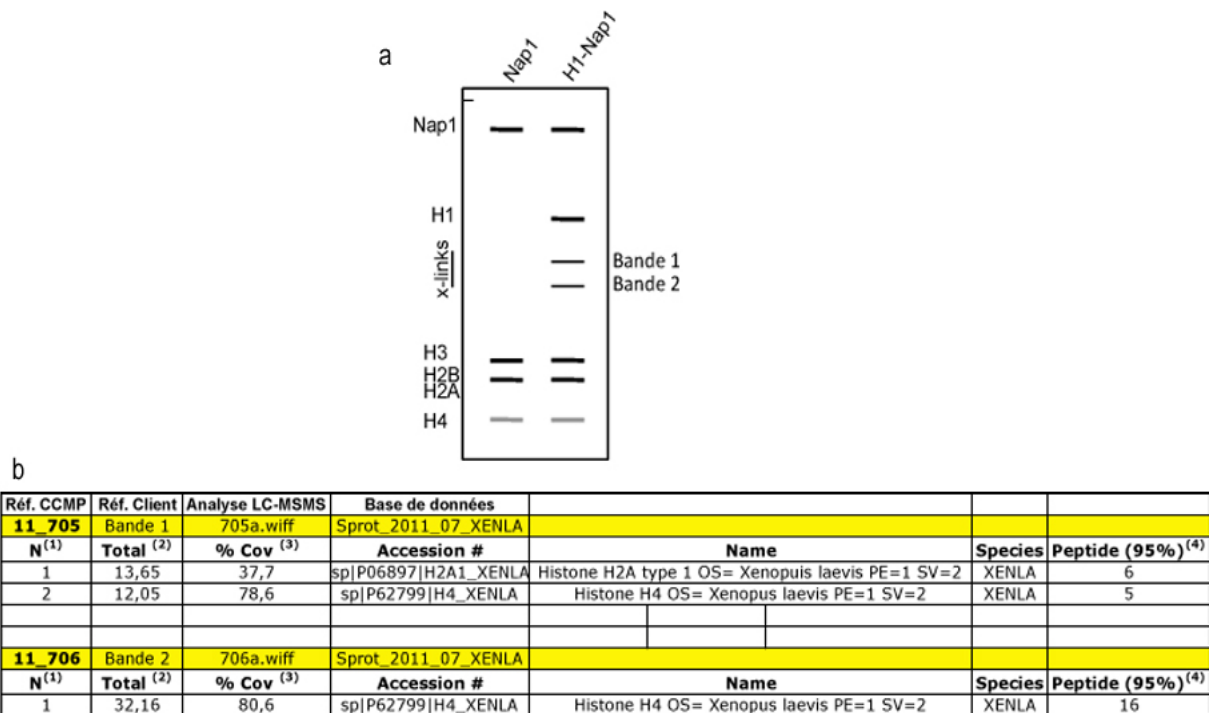 a
Nap1
H1-Nap1
Nap1
H1
x-links
Bande 1
Bande 2
H3
H2B
H2A
H4
b
Réf. CCMP Réf. Client Analyse LC-MSMS Base de données
11_705 Bande 1 705a.wiff Sprot_2011_07_XENLA
N(1) Total (2) % Cov (3) Accession # Name Species Peptide (95%)(4)
1 13,65 37,7 sp|P06897|H2A1_XENLA Histone H2A type 1 OS= Xenopuis laevis PE=1 SV=2 XENLA 6
2 12,05 78,6 sp|P62799|H4_XENLA Histone H4 OS= Xenopus laevis PE=1 SV=2 XENLA 5
11_706 Bande 2 706a.wiff Sprot_2011_07_XENLA
N(1) Total (2) % Cov (3) Accession # Name Species Peptide (95%)(4)
1 32,16 80,6 sp|P62799|H4_XENLA Histone H4 OS= Xenopus laevis PE=1 SV=2 XENLA 16